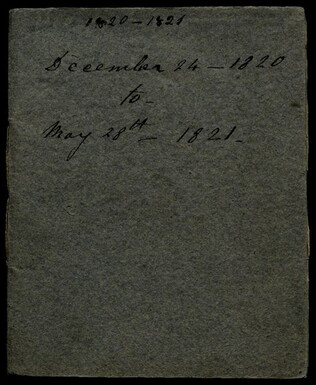 1820-1821
December 24-1820
to-
May 28th- 1821-